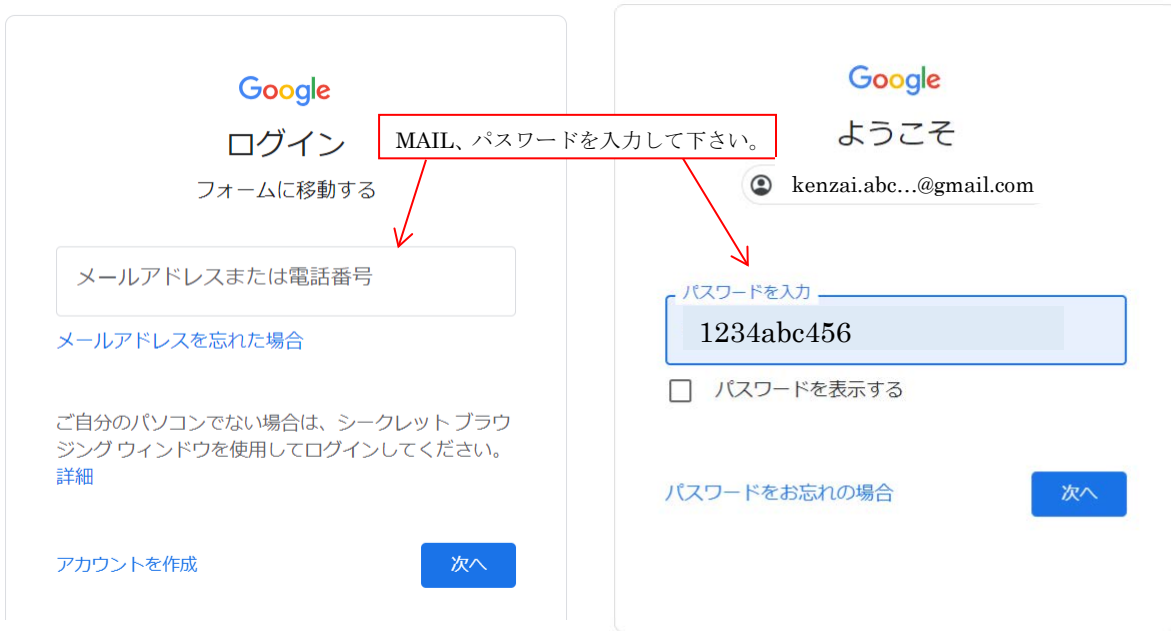 Google
ログイン
フォームに移動する
MAIL、パスワードを入力して下さい。
メールアドレスまたは電話番号
メールアドレスを忘れた場合
ご自分のパソコンでない場合は、シークレット ブラウ
ジング ウィンドウを使用してログインしてください。
詳細
アカウントを作成
次へ
Google
ようこそ
kenzai.abc...@gmail.com
パスワードを入力
1234abc456
パスワードを表示する
パスワードをお忘れの場合
次へ